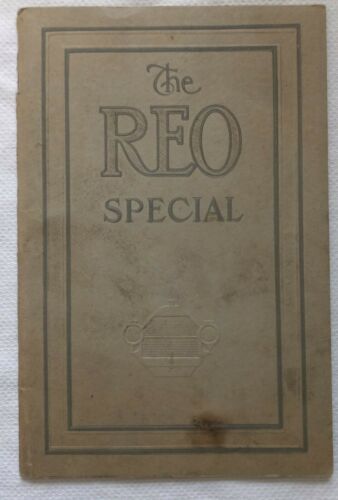 The
REO
SPECIAL